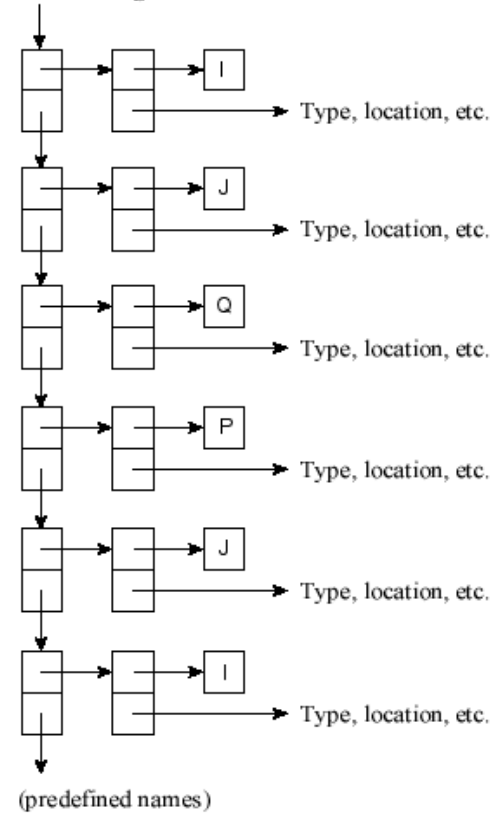 I
Type, location, etc.
J
Type, location, etc.
Q
Type, location, etc.
P
Type, location, etc.
J
Type, location, etc.
I
Type, location, etc.
(predefined names)